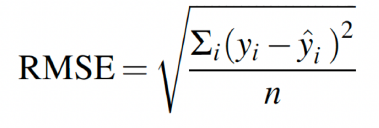 RMSE = √(Σᵢ(yᵢ − ŷᵢ)² / n)